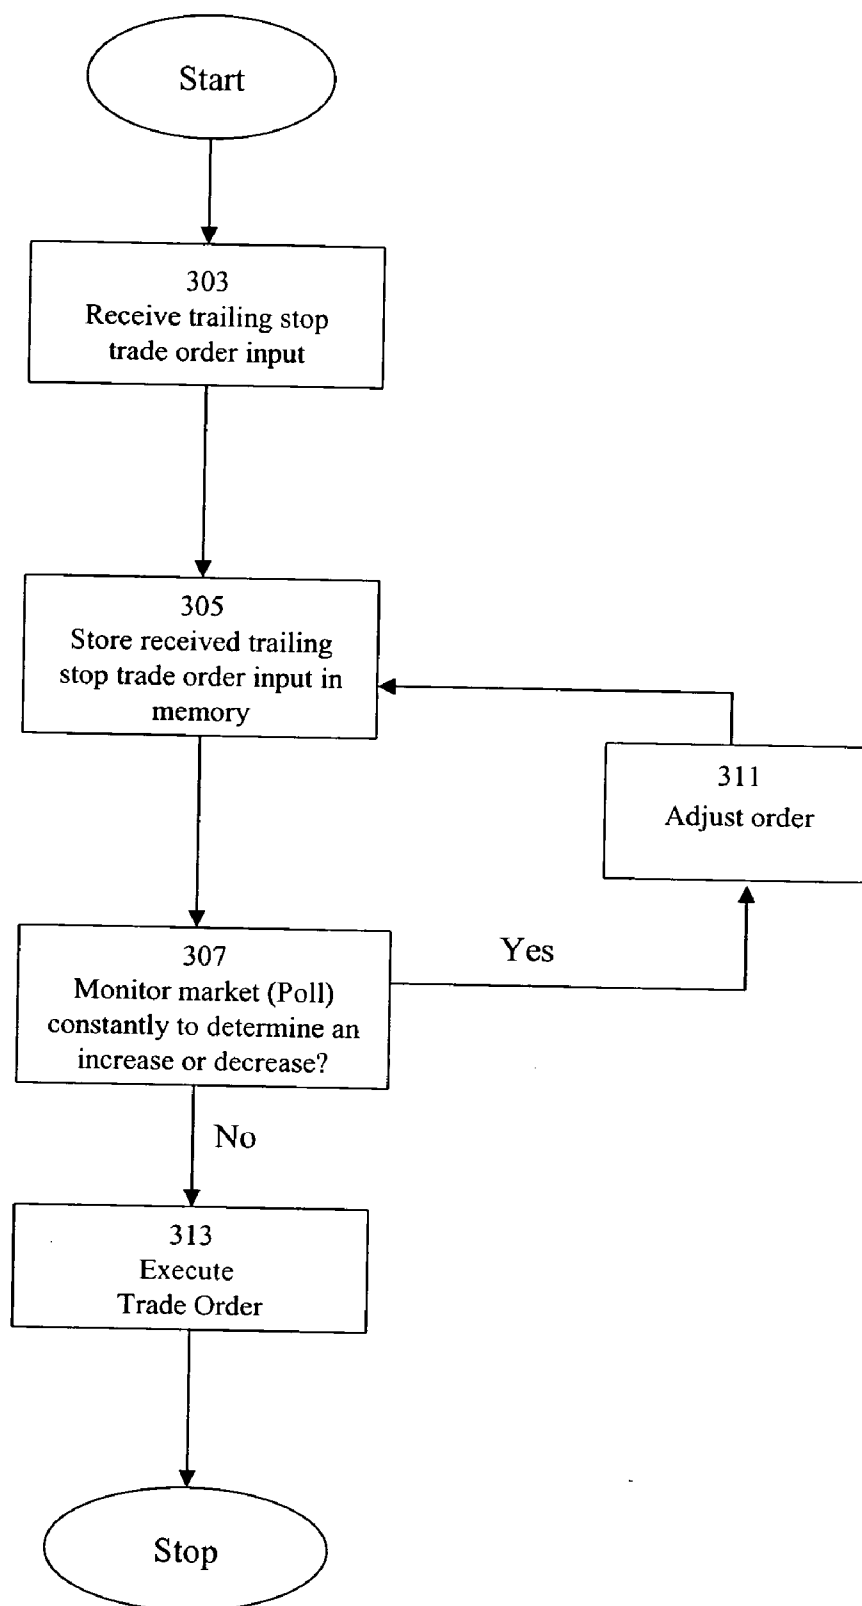 Start
303
Receive trailing stop
trade order input
305
Store received trailing
stop trade order input in
memory
311
Adjust order
307
Monitor market (Poll)
constantly to determine an
increase or decrease?
Yes
No
313
Execute
Trade Order
Stop